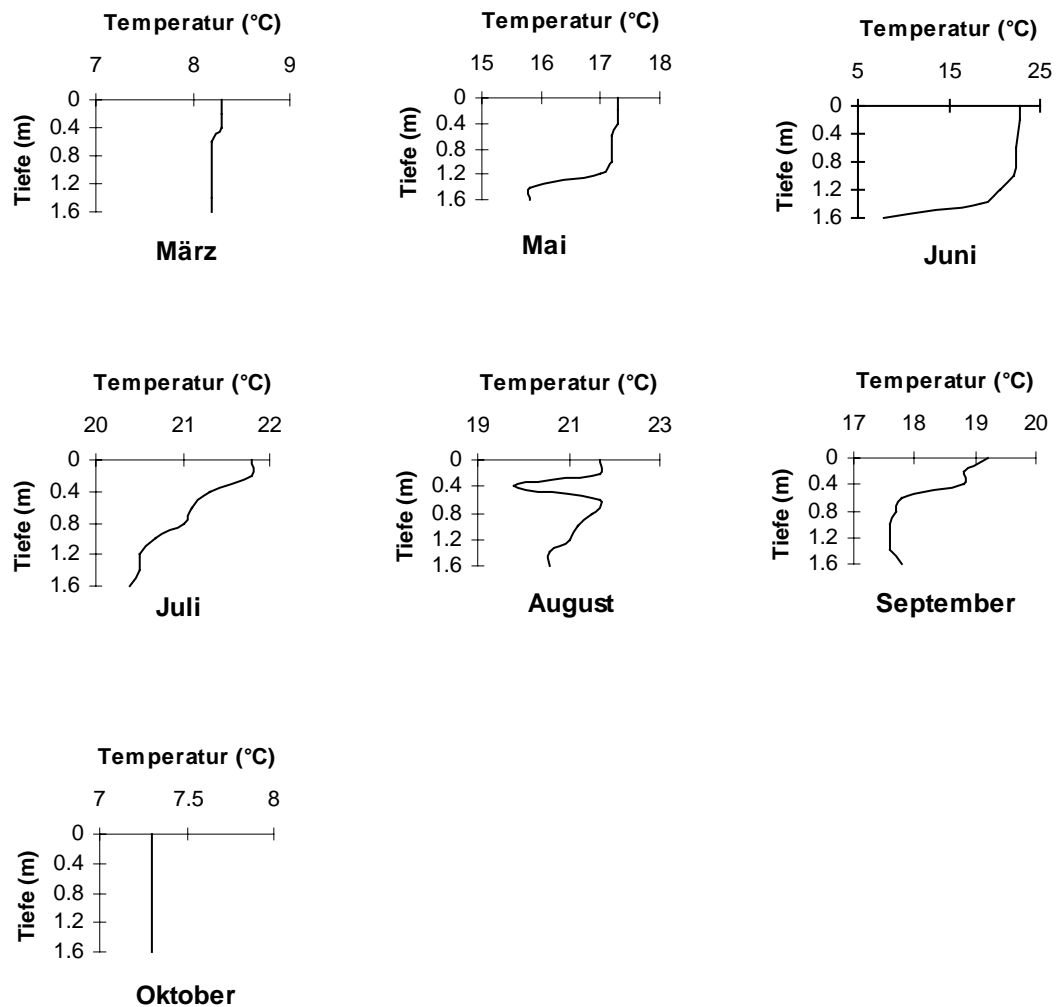 Temperatur (°C)
7 8 9
Tiefe (m)
0
0.4
0.8
1.2
1.6
März
Temperatur (°C)
15 16 17 18
Tiefe (m)
0
0.4
0.8
1.2
1.6
Mai
Temperatur (°C)
5 15 25
Tiefe (m)
0
0.4
0.8
1.2
1.6
Juni
Temperatur (°C)
20 21 22
Tiefe (m)
0
0.4
0.8
1.2
1.6
Juli
Temperatur (°C)
19 21 23
Tiefe (m)
0
0.4
0.8
1.2
1.6
August
Temperatur (°C)
17 18 19 20
Tiefe (m)
0
0.4
0.8
1.2
1.6
September
Temperatur (°C)
7 7.5 8
Tiefe (m)
0
0.4
0.8
1.2
1.6
Oktober